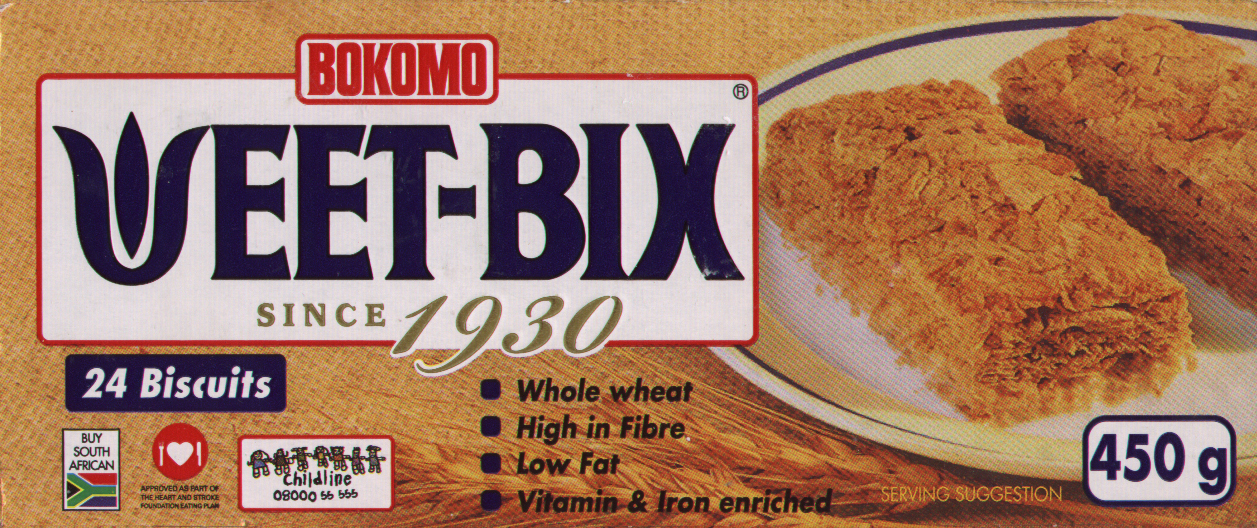 BOKOMO
WEET-BIX
®
SINCE 1930
24 Biscuits
Whole wheat
High in Fibre
Low Fat
Vitamin & Iron enriched
BUY
SOUTH
AFRICAN
APPROVED AS PART OF
THE HEART AND STROKE
FOUNDATION EATING PLAN
Childline
08000 55 555
SERVING SUGGESTION
450 g